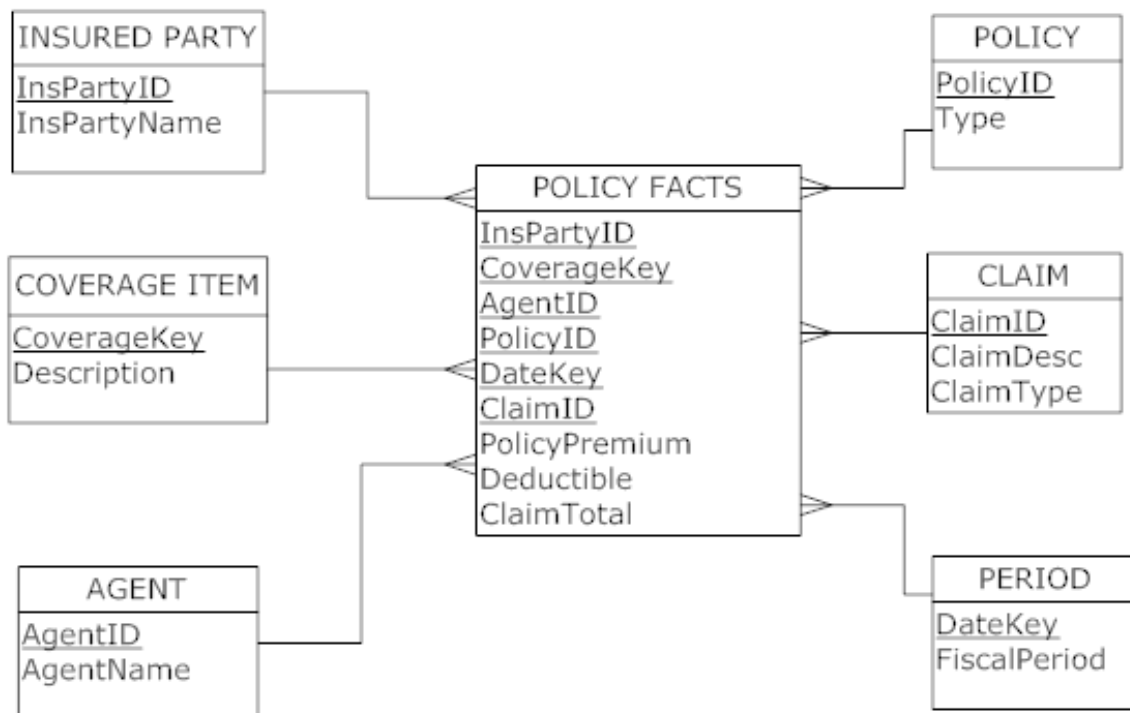 INSURED PARTY
InsPartyID
InsPartyName
COVERAGE ITEM
CoverageKey
Description
AGENT
AgentID
AgentName
POLICY FACTS
InsPartyID
CoverageKey
AgentID
PolicyID
DateKey
ClaimID
PolicyPremium
Deductible
ClaimTotal
POLICY
PolicyID
Type
CLAIM
ClaimID
ClaimDesc
ClaimType
PERIOD
DateKey
FiscalPeriod